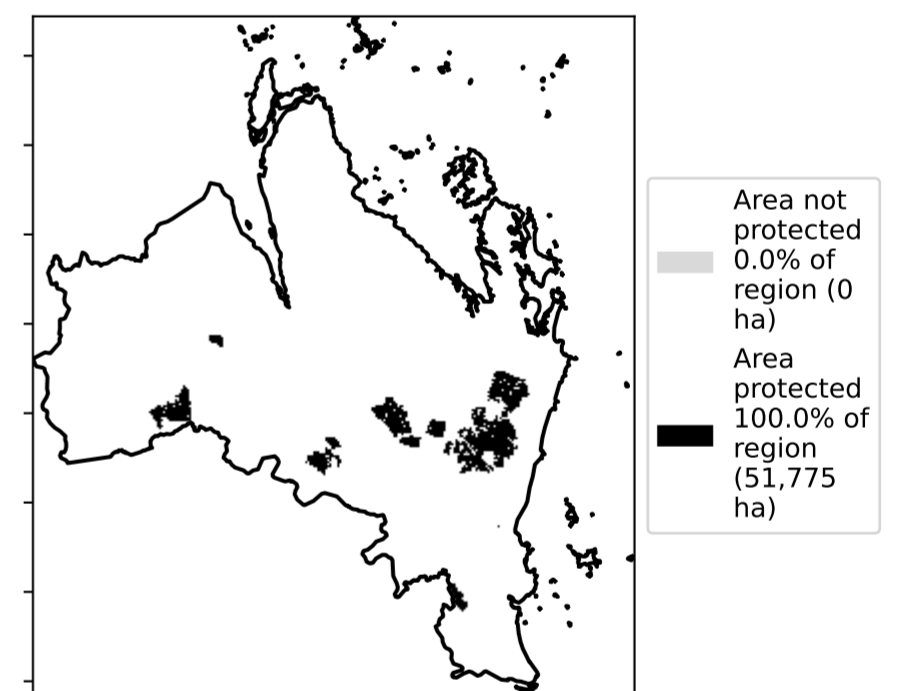 Area not
protected
0.0% of
region (0
ha)
Area
protected
100.0% of
region
(51,775
ha)